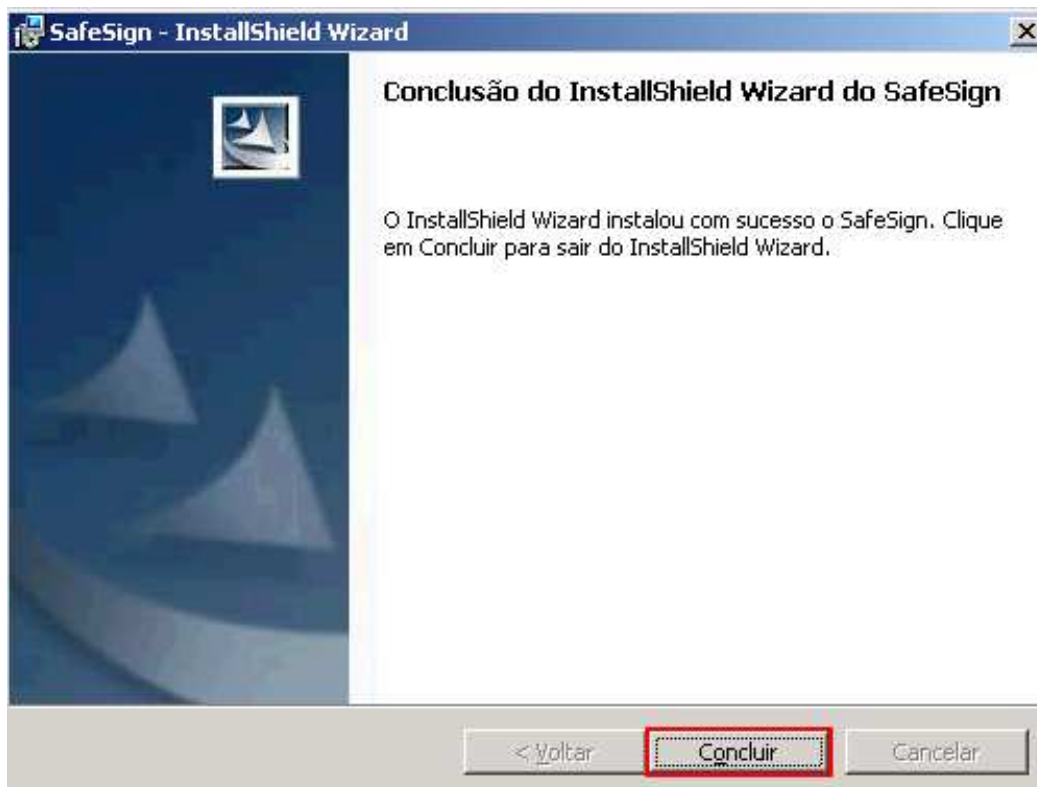 SafeSign - InstallShield Wizard
Conclusão do InstallShield Wizard do SafeSign
O InstallShield Wizard instalou com sucesso o SafeSign. Clique
em Concluir para sair do InstallShield Wizard.
< Voltar
Concluir
Cancelar